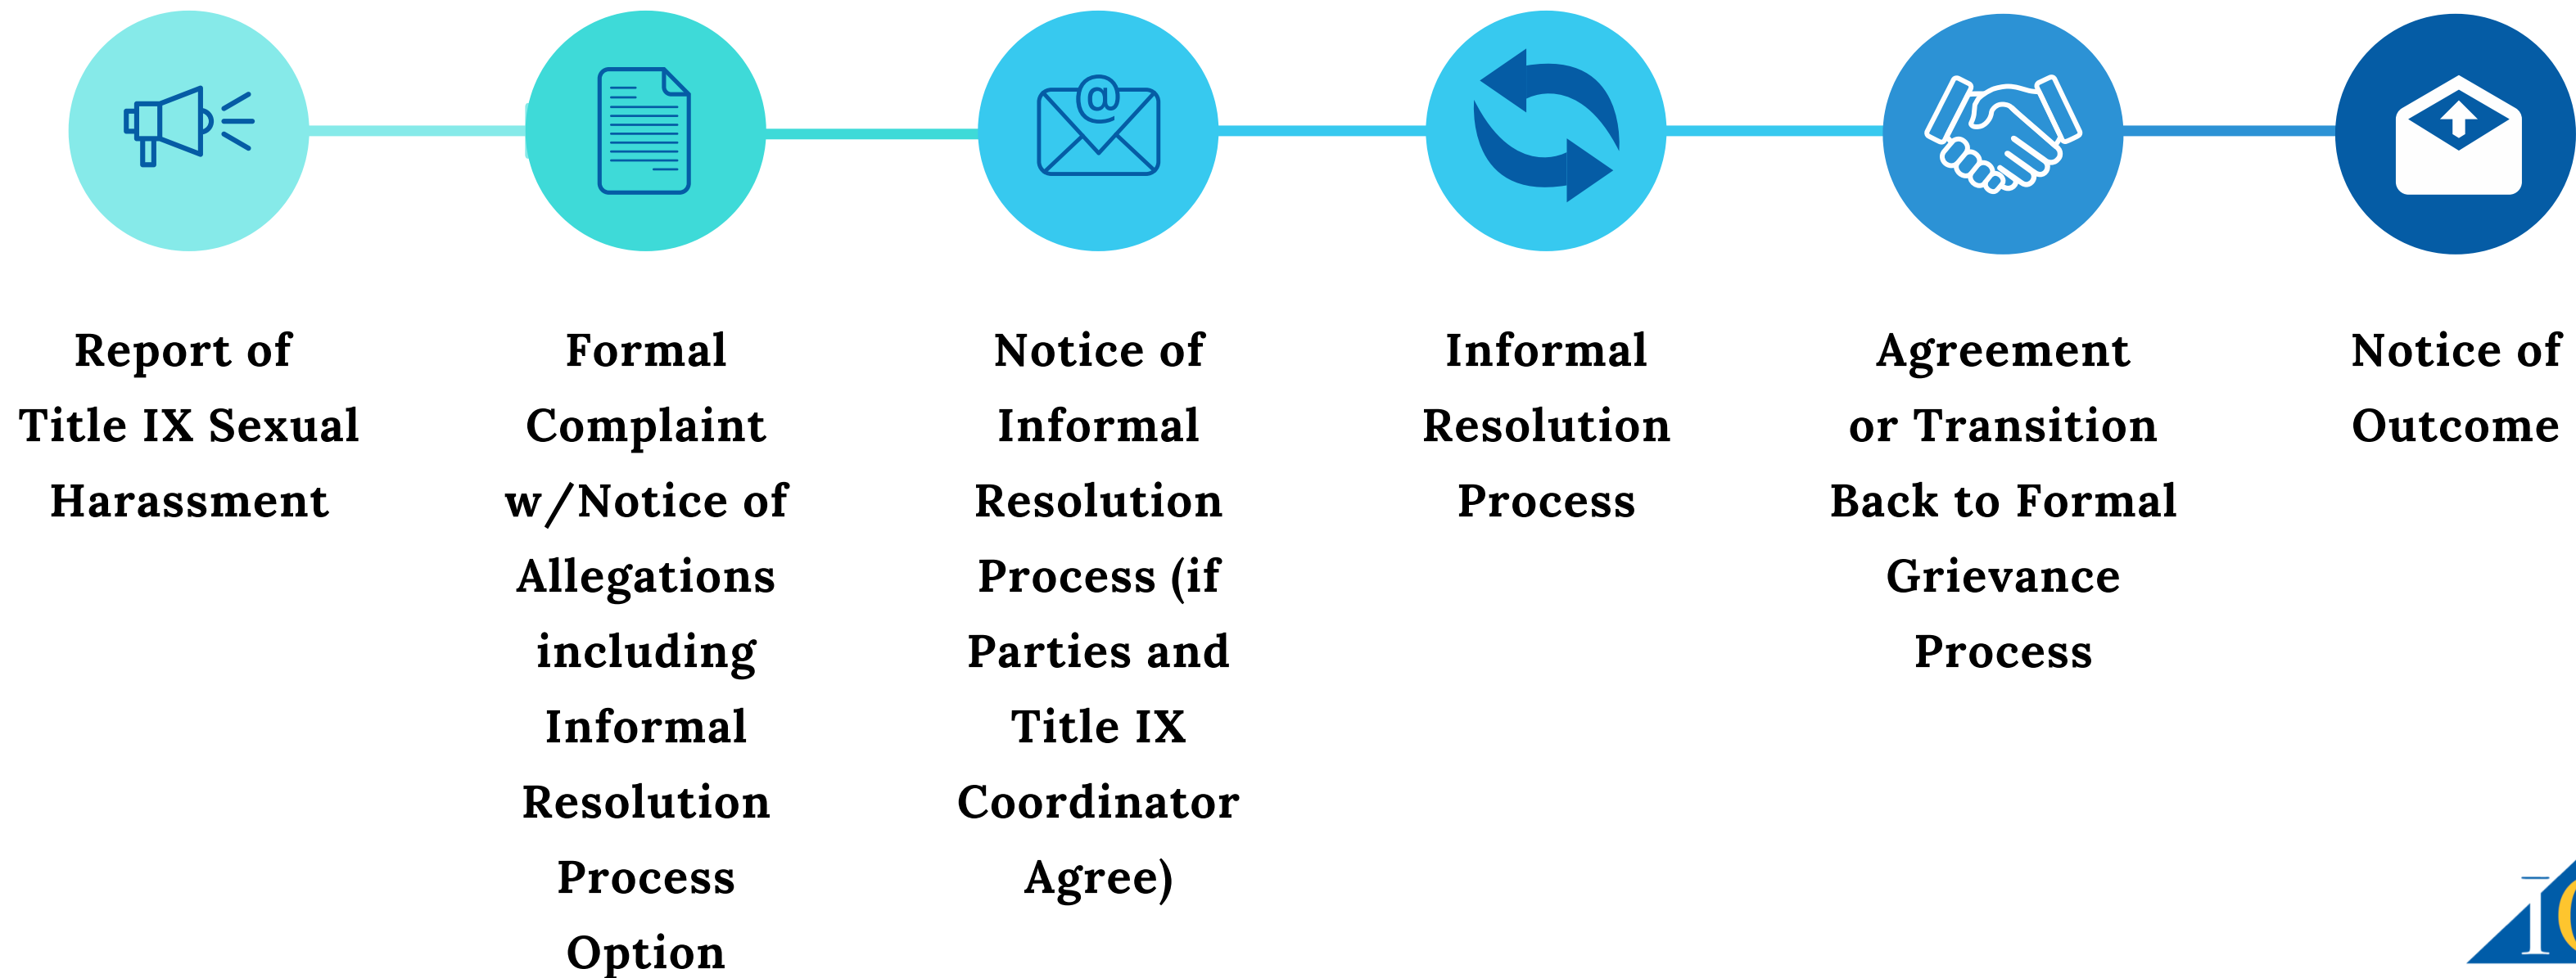 Report of
Title IX Sexual
Harassment
Formal
Complaint
w/Notice of
Allegations
including
Informal
Resolution
Process
Option
Notice of
Informal
Resolution
Process (if
Parties and
Title IX
Coordinator
Agree)
Informal
Resolution
Process
Agreement
or Transition
Back to Formal
Grievance
Process
Notice of
Outcome